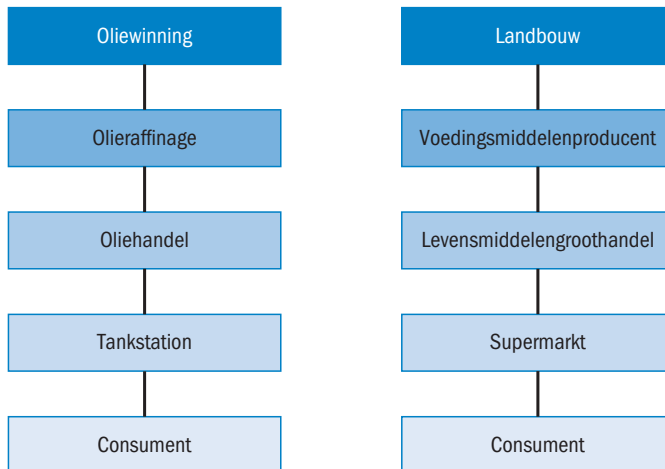 Oliewinning
Olieraffinage
Oliehandel
Tankstation
Consument
Landbouw
Voedingsmiddelenproducent
Levensmiddelengroothandel
Supermarkt
Consument